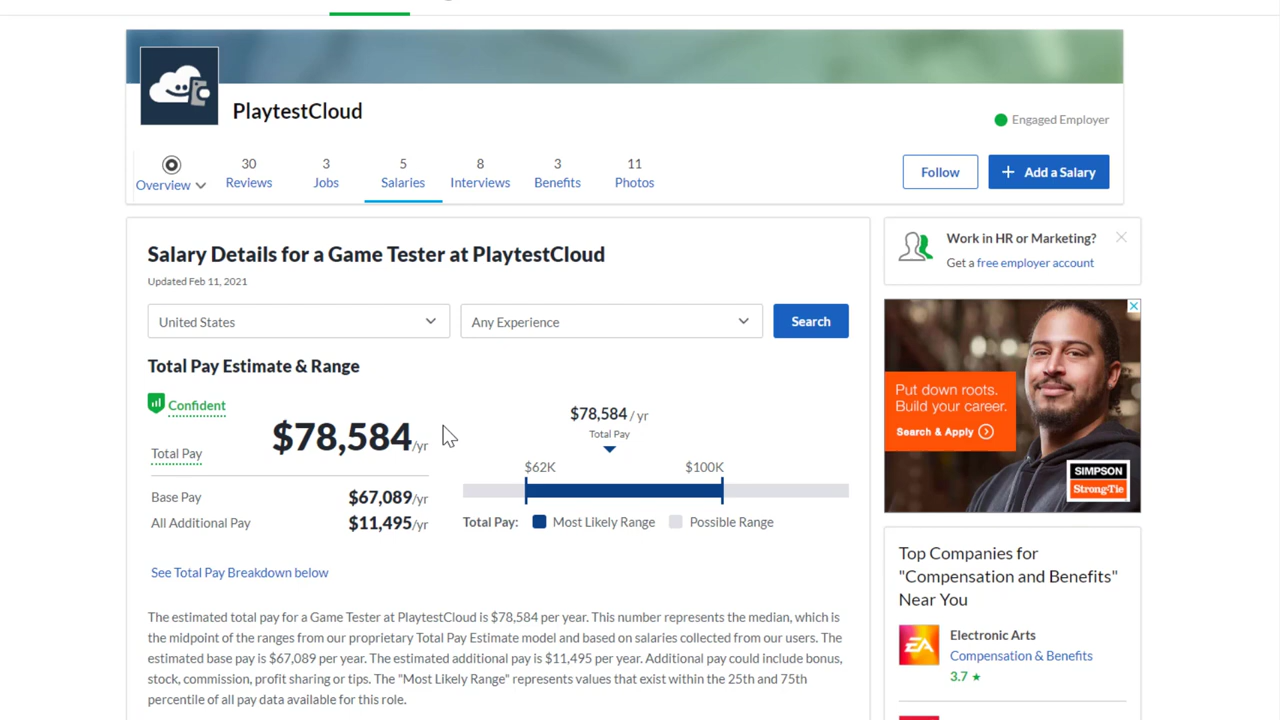 PlaytestCloud
Engaged Employer
Overview
30
Reviews
3
Jobs
5
Salaries
8
Interviews
3
Benefits
11
Photos
Follow
+ Add a Salary
Salary Details for a Game Tester at PlaytestCloud
Updated Feb 11, 2021
United States
Any Experience
Search
Total Pay Estimate & Range
Confident
Total Pay
$78,584/yr
Base Pay
$67,089/yr
All Additional Pay
$11,495/yr
See Total Pay Breakdown below
$78,584 / yr
Total Pay
$62K
$100K
Total Pay:
Most Likely Range
Possible Range
The estimated total pay for a Game Tester at PlaytestCloud is $78,584 per year. This number represents the median, which is
the midpoint of the ranges from our proprietary Total Pay Estimate model and based on salaries collected from our users. The
estimated base pay is $67,089 per year. The estimated additional pay is $11,495 per year. Additional pay could include bonus,
stock, commission, profit sharing or tips. The "Most Likely Range" represents values that exist within the 25th and 75th
percentile of all pay data available for this role.
Work in HR or Marketing?
Get a free employer account
Put down roots.
Build your career.
Search & Apply
SIMPSON
Strong-Tie
Top Companies for
"Compensation and Benefits"
Near You
EA
Electronic Arts
Compensation & Benefits
3.7 ★